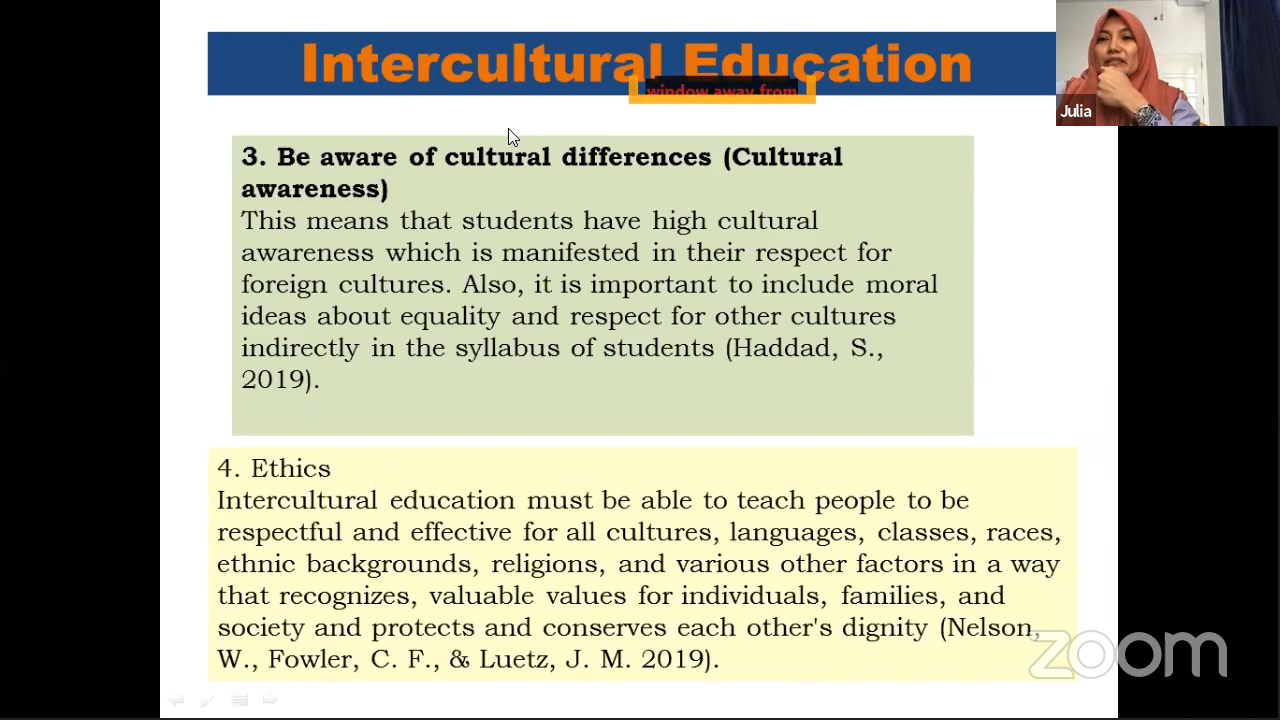 Intercultural Education
window away from
Julia
3. Be aware of cultural differences (Cultural
awareness)
This means that students have high cultural
awareness which is manifested in their respect for
foreign cultures. Also, it is important to include moral
ideas about equality and respect for other cultures
indirectly in the syllabus of students (Haddad, S.,
2019).
4. Ethics
Intercultural education must be able to teach people to be
respectful and effective for all cultures, languages, classes, races,
ethnic backgrounds, religions, and various other factors in a way
that recognizes, valuable values for individuals, families, and
society and protects and conserves each other's dignity (Nelson,
W., Fowler, C. F., & Luetz, J. M. 2019).
zoom